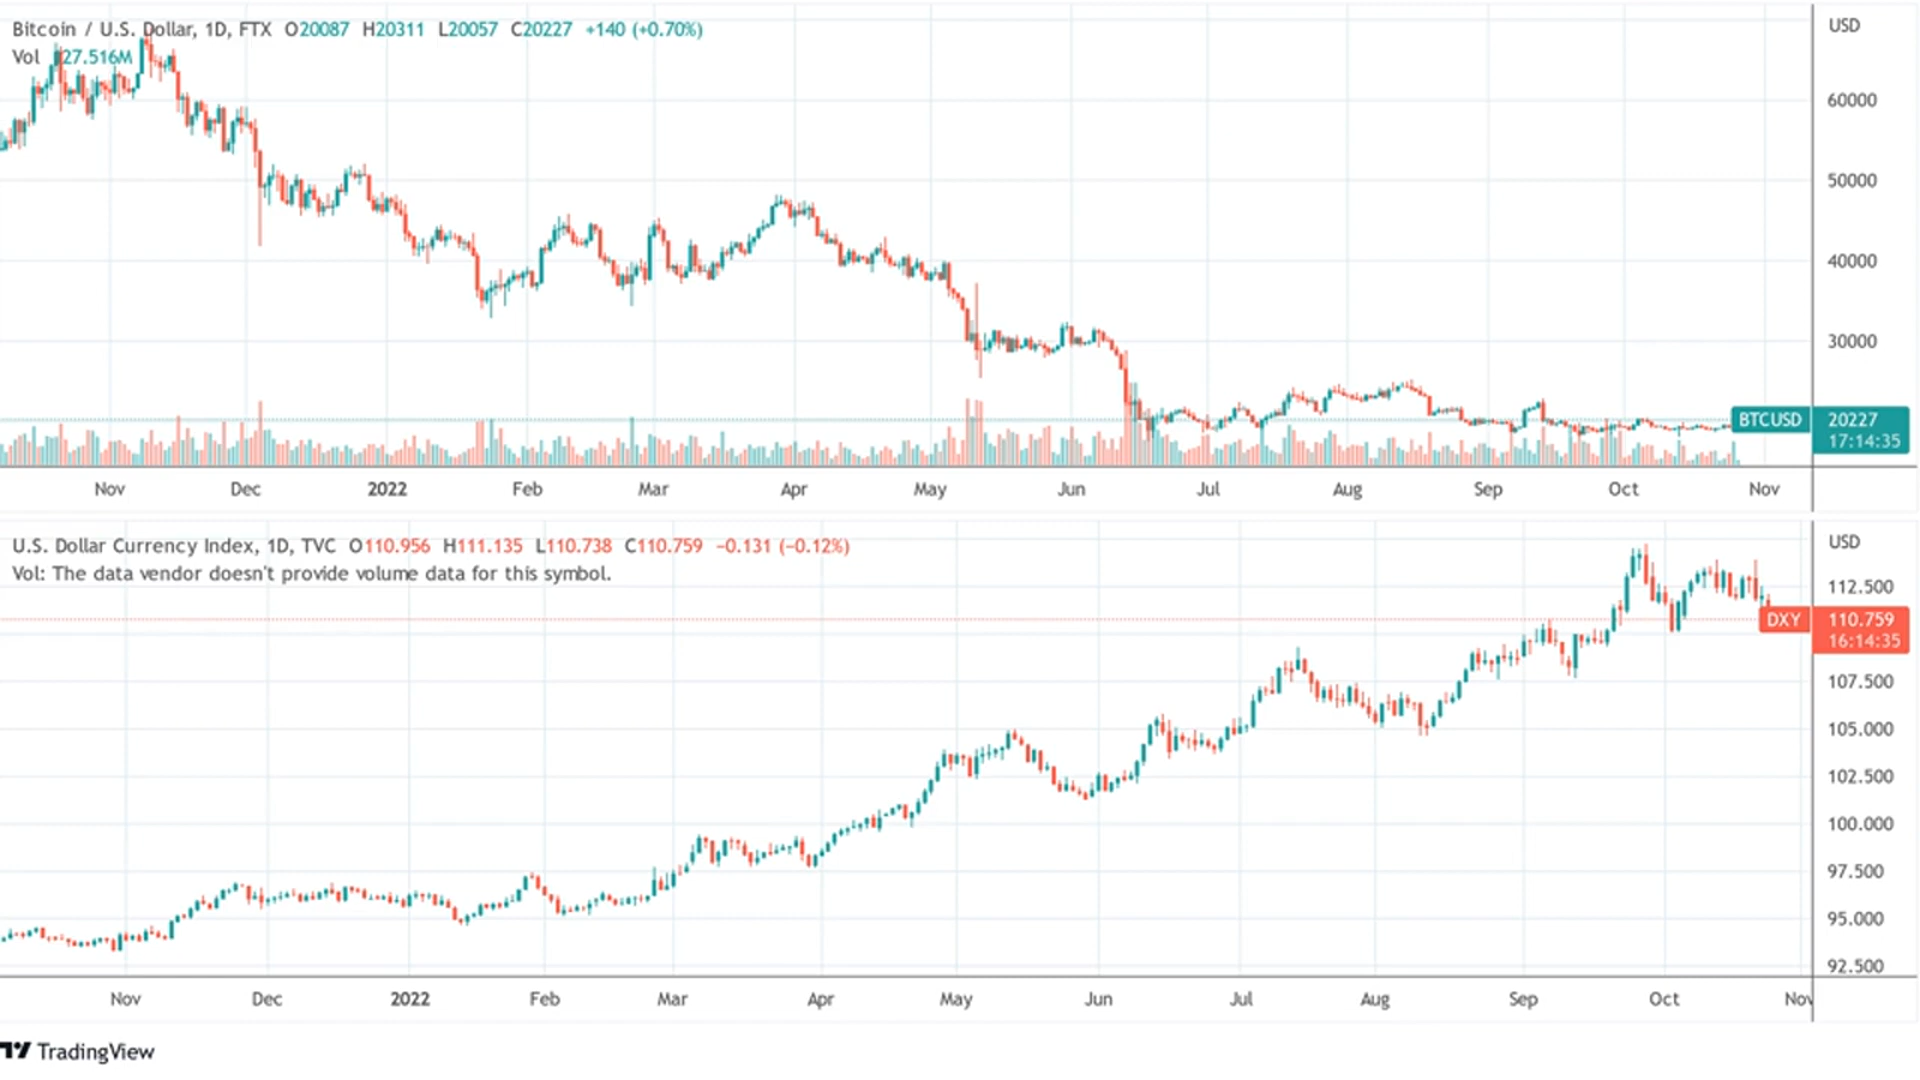 Bitcoin / U.S. Dollar, 1D, FTX O20087 H20311 L20057 C20227 +140 (+0.70%)
Vol 27.516M
USD
60000
50000
40000
30000
BTCUSD 20227
17:14:35
Nov Dec 2022 Feb Mar Apr May Jun Jul Aug Sep Oct Nov
U.S. Dollar Currency Index, 1D, TVC O110.956 H111.135 L110.738 C110.759 −0.131 (−0.12%)
Vol: The data vendor doesn't provide volume data for this symbol.
USD
112.500
DXY 110.759
16:14:35
107.500
105.000
102.500
100.000
97.500
95.000
92.500
Nov Dec 2022 Feb Mar Apr May Jun Jul Aug Sep Oct Nov
TradingView